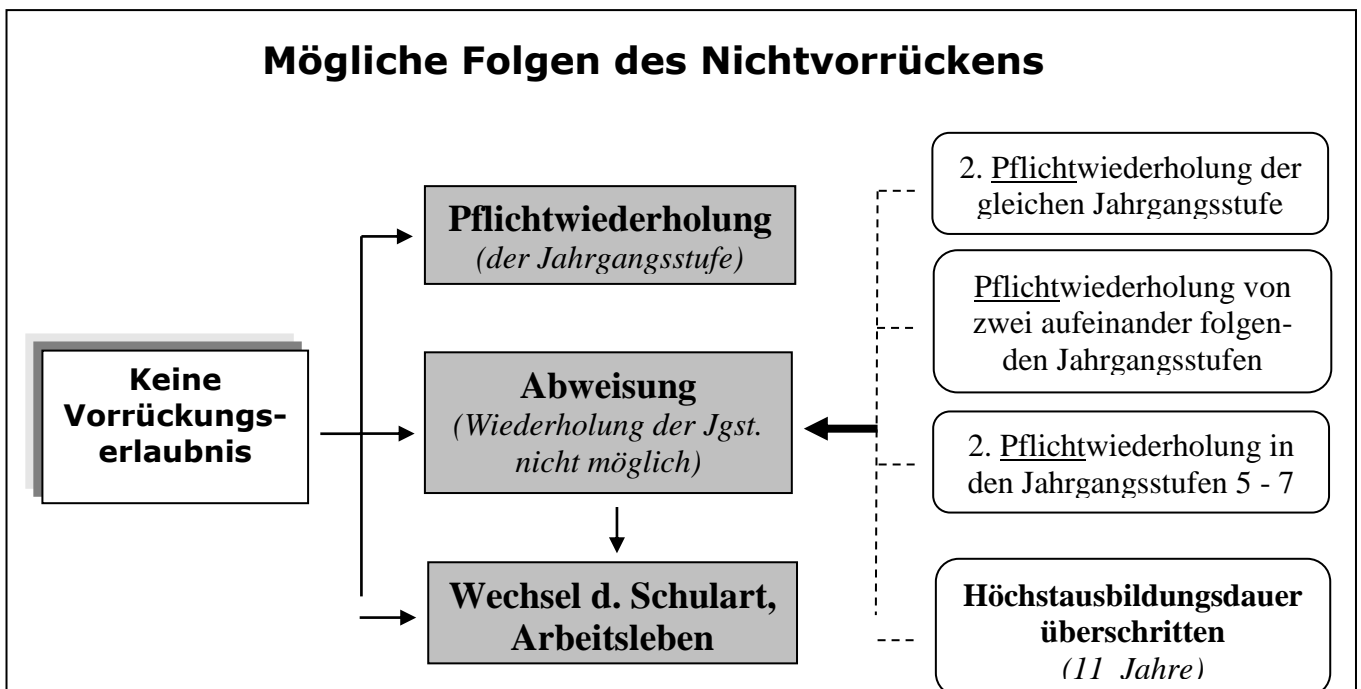 Mögliche Folgen des Nichtvorrückens
Keine
Vorrückungs-
erlaubnis
Pflichtwiederholung
(der Jahrgangsstufe)
Abweisung
(Wiederholung der Jgst.
nicht möglich)
Wechsel d. Schulart,
Arbeitsleben
2. Pflichtwiederholung der
gleichen Jahrgangsstufe
Pflichtwiederholung von
zwei aufeinander folgen-
den Jahrgangsstufen
2. Pflichtwiederholung in
den Jahrgangsstufen 5 - 7
Höchstausbildungsdauer
überschritten
(11 Jahre)